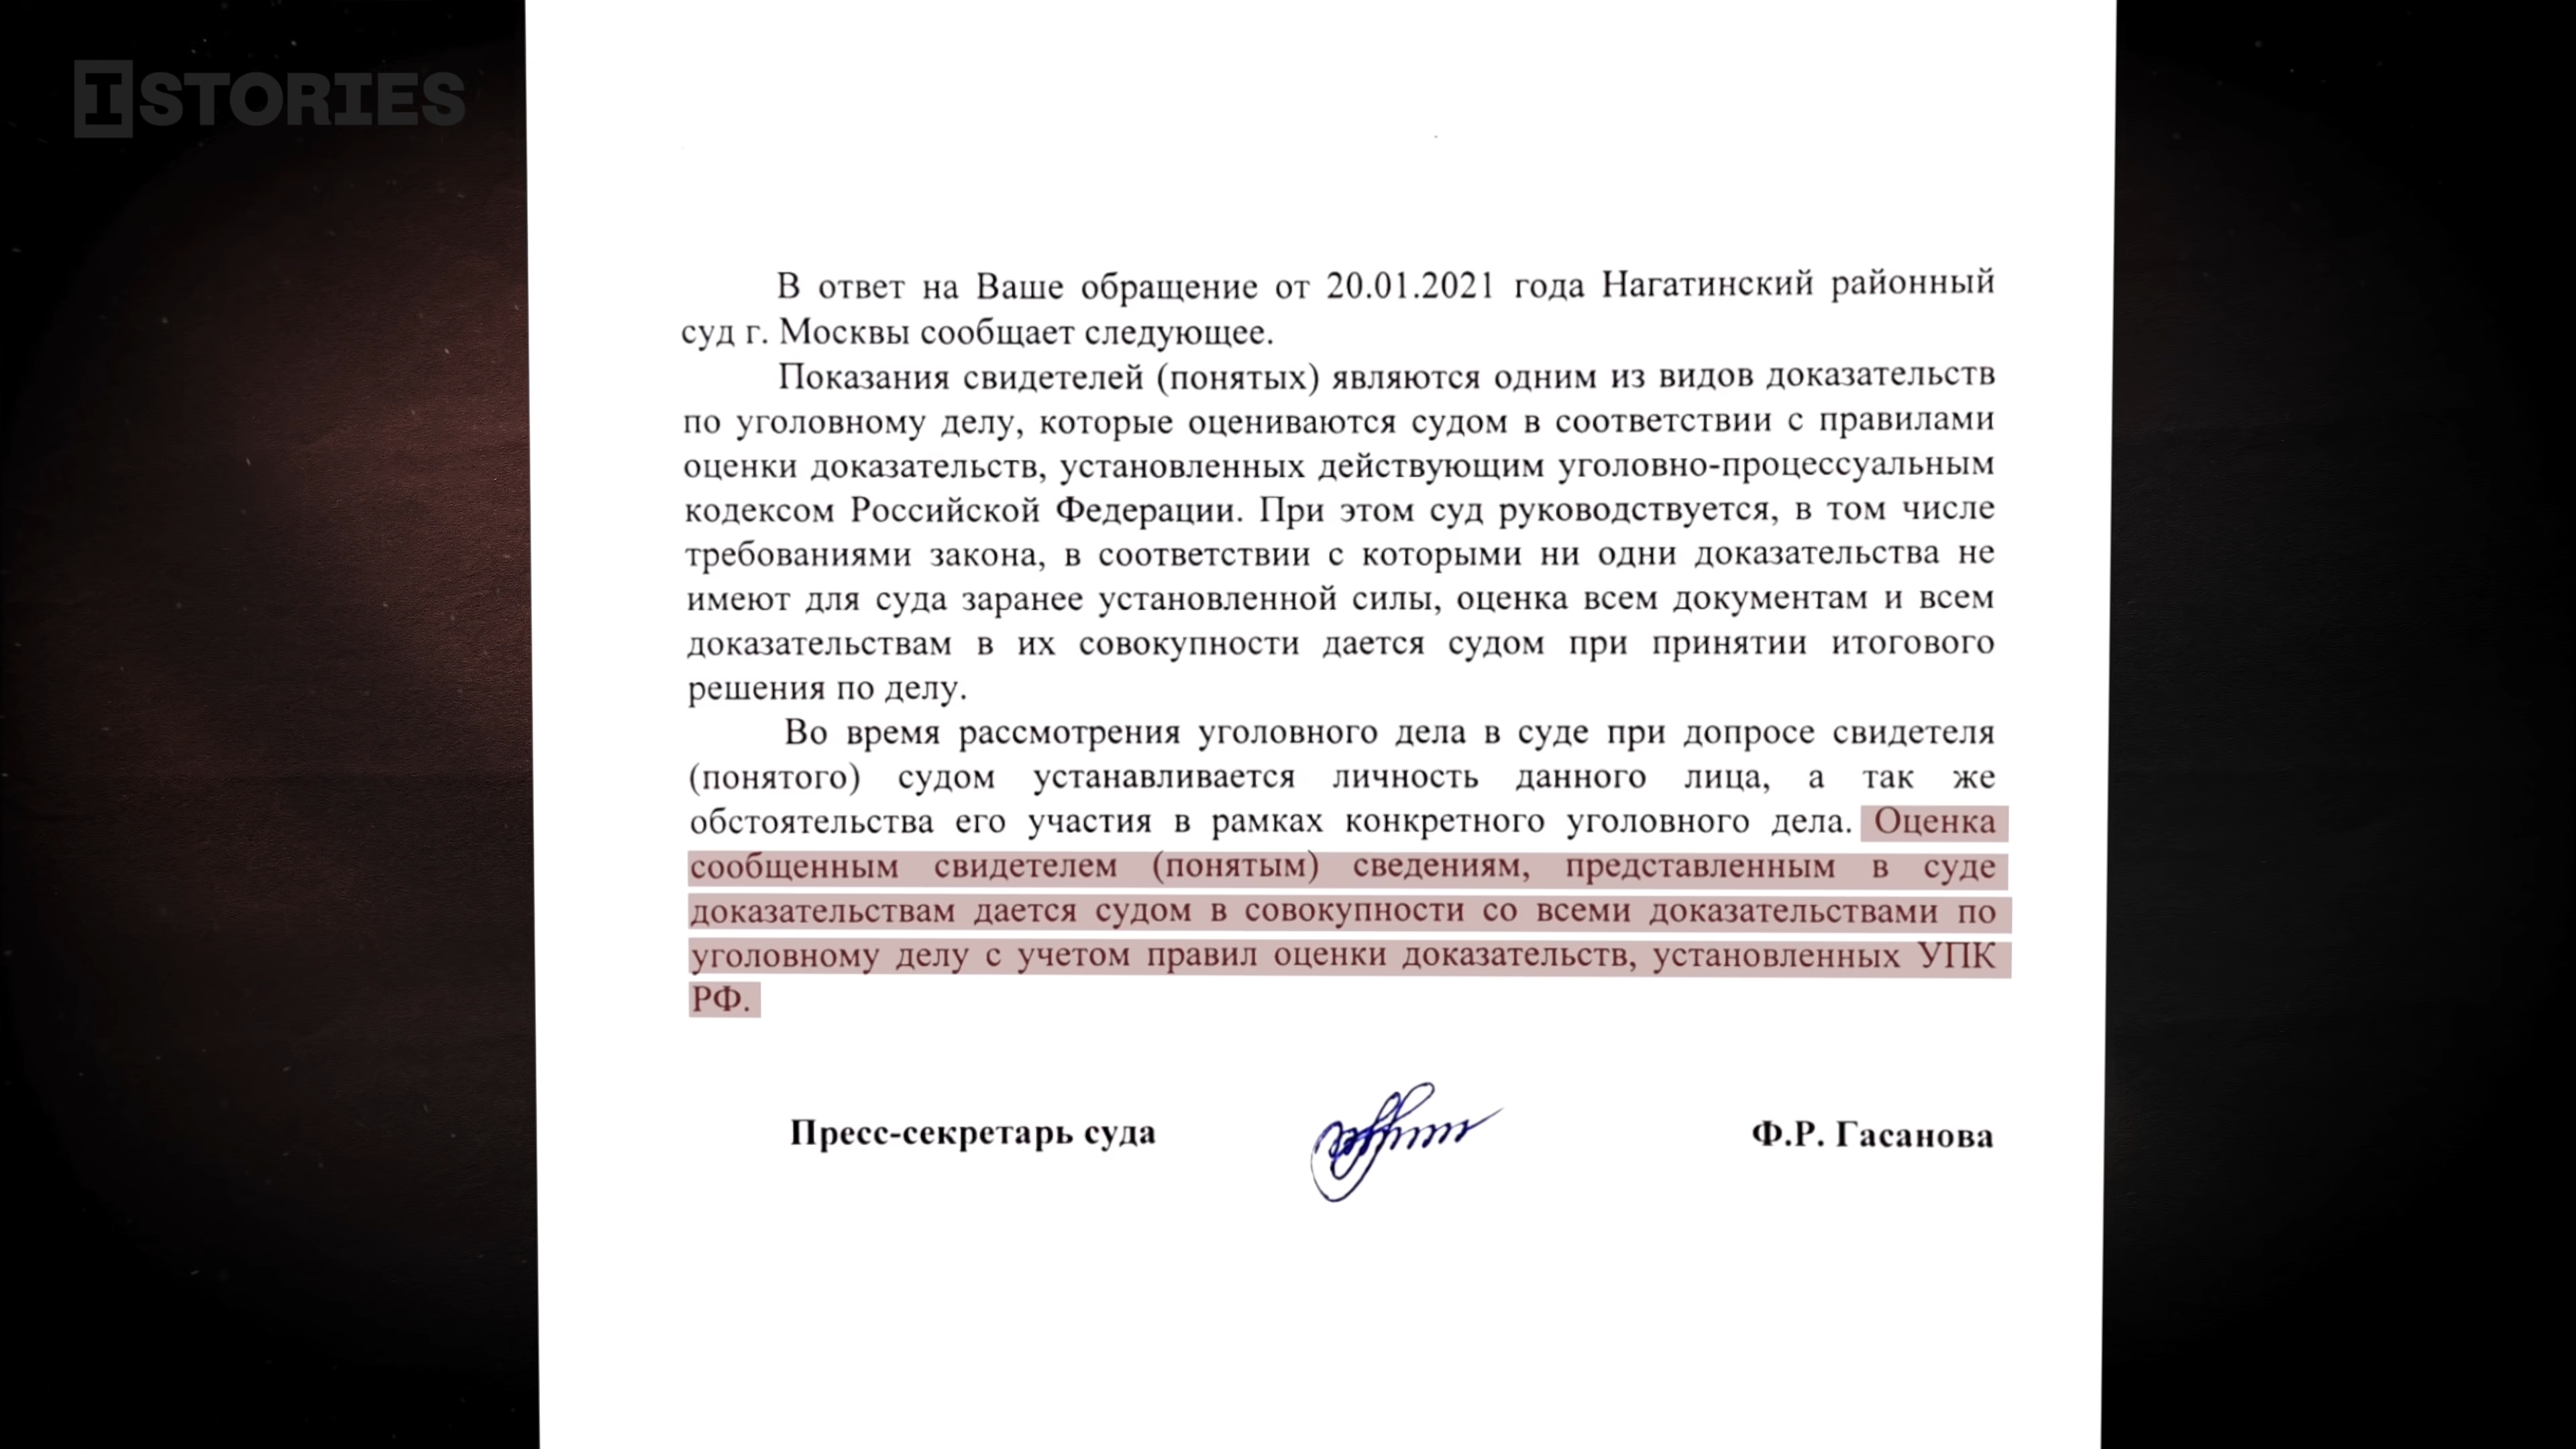 ISTORIES
В ответ на Ваше обращение от 20.01.2021 года Нагатинский районный
суд г. Москвы сообщает следующее.
Показания свидетелей (понятых) являются одним из видов доказательств
по уголовному делу, которые оцениваются судом в соответствии с правилами
оценки доказательств, установленных действующим уголовно-процессуальным
кодексом Российской Федерации. При этом суд руководствуется, в том числе
требованиями закона, в соответствии с которыми ни одни доказательства не
имеют для суда заранее установленной силы, оценка всем документам и всем
доказательствам в их совокупности дается судом при принятии итогового
решения по делу.
Во время рассмотрения уголовного дела в суде при допросе свидетеля
(понятого) судом устанавливается личность данного лица, а так же
обстоятельства его участия в рамках конкретного уголовного дела. Оценка
сообщенным свидетелем (понятым) сведениям, представленным в суде
доказательствам дается судом в совокупности со всеми доказательствами по
уголовному делу с учетом правил оценки доказательств, установленных УПК
РФ.
Пресс-секретарь суда Ф.Р. Гасанова